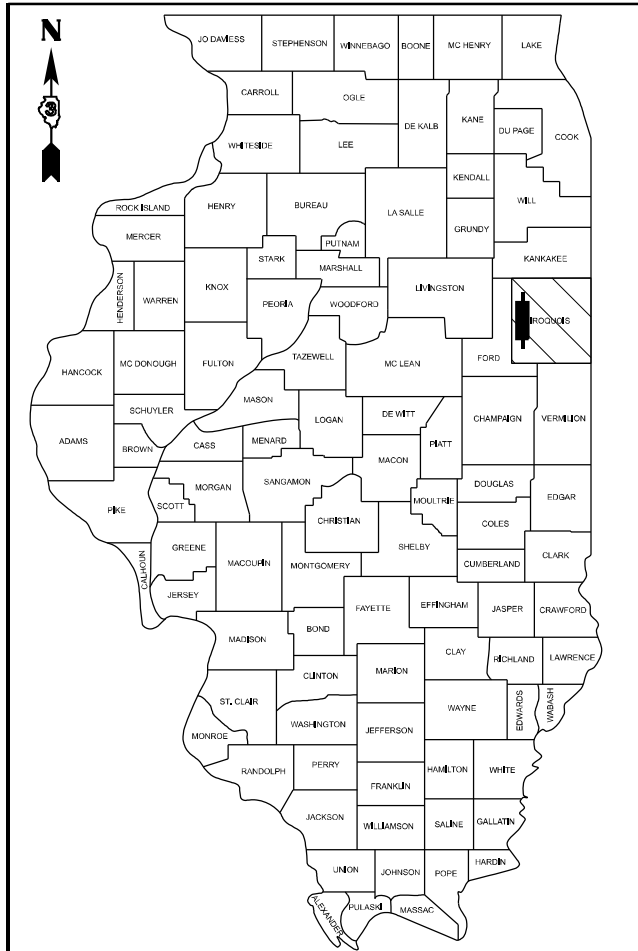 N
3
JO DAVIESS
STEPHENSON
WINNEBAGO
BOONE
MC HENRY
LAKE
CARROLL
OGLE
DE KALB
KANE
DU PAGE
COOK
WHITESIDE
LEE
KENDALL
WILL
ROCK ISLAND
HENRY
BUREAU
LA SALLE
GRUNDY
MERCER
PUTNAM
STARK
MARSHALL
KANKAKEE
HENDERSON
WARREN
KNOX
PEORIA
WOODFORD
LIVINGSTON
IROQUOIS
HANCOCK
MC DONOUGH
FULTON
TAZEWELL
MC LEAN
FORD
SCHUYLER
MASON
LOGAN
DE WITT
CHAMPAIGN
VERMILION
ADAMS
BROWN
CASS
MENARD
PIATT
MACON
MORGAN
SANGAMON
DOUGLAS
PIKE
SCOTT
CHRISTIAN
MOULTRIE
COLES
EDGAR
GREENE
MACOUPIN
MONTGOMERY
SHELBY
CUMBERLAND
CLARK
CALHOUN
JERSEY
FAYETTE
EFFINGHAM
JASPER
CRAWFORD
MADISON
BOND
CLAY
RICHLAND
LAWRENCE
CLINTON
MARION
ST. CLAIR
WAYNE
EDWARDS
WABASH
MONROE
WASHINGTON
JEFFERSON
RANDOLPH
PERRY
HAMILTON
WHITE
FRANKLIN
JACKSON
WILLIAMSON
SALINE
GALLATIN
UNION
JOHNSON
POPE
HARDIN
ALEXANDER
PULASKI
MASSAC